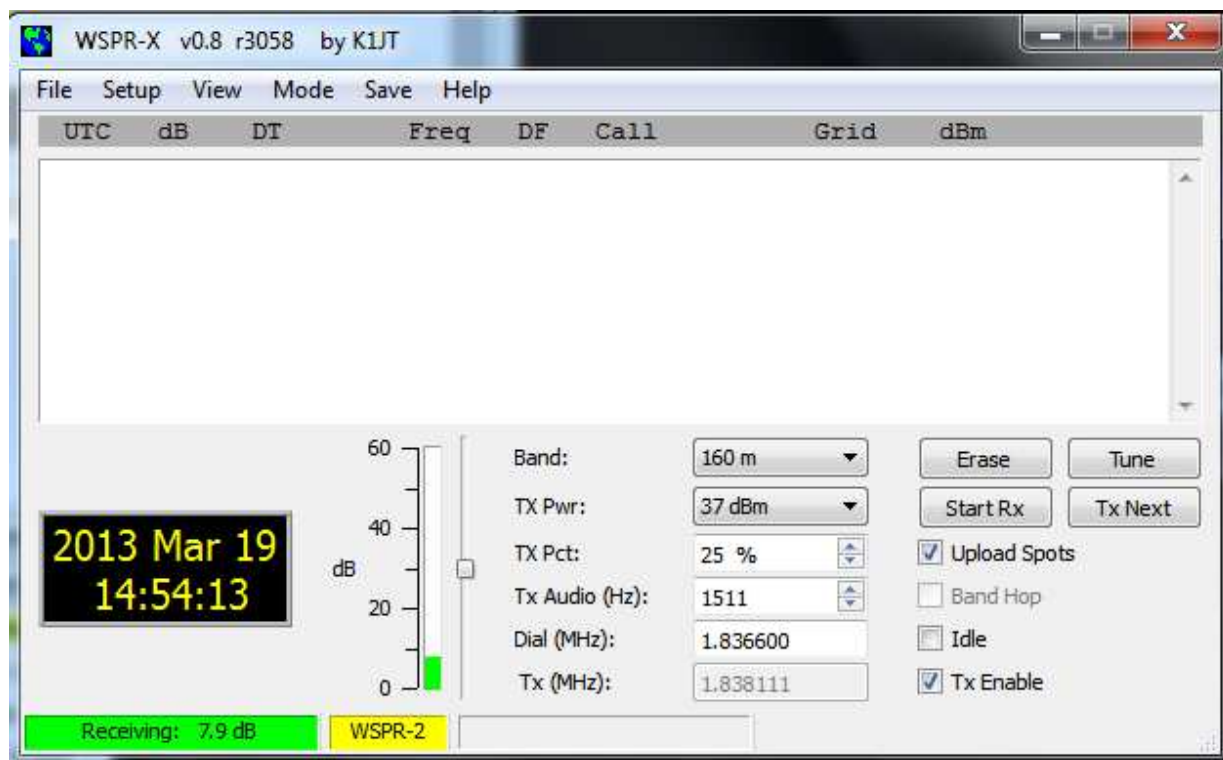 WSPR-X v0.8 r3058 by K1JT
File Setup View Mode Save Help
UTC dB DT Freq DF Call Grid dBm
60
40
dB
20
0
2013 Mar 19
14:54:13
Band: 160 m
TX Pwr: 37 dBm
TX Pct: 25 %
Tx Audio (Hz): 1511
Dial (MHz): 1.836600
Tx (MHz): 1.838111
Erase Tune
Start Rx Tx Next
Upload Spots
Band Hop
Idle
Tx Enable
Receiving: 7.9 dB WSPR-2